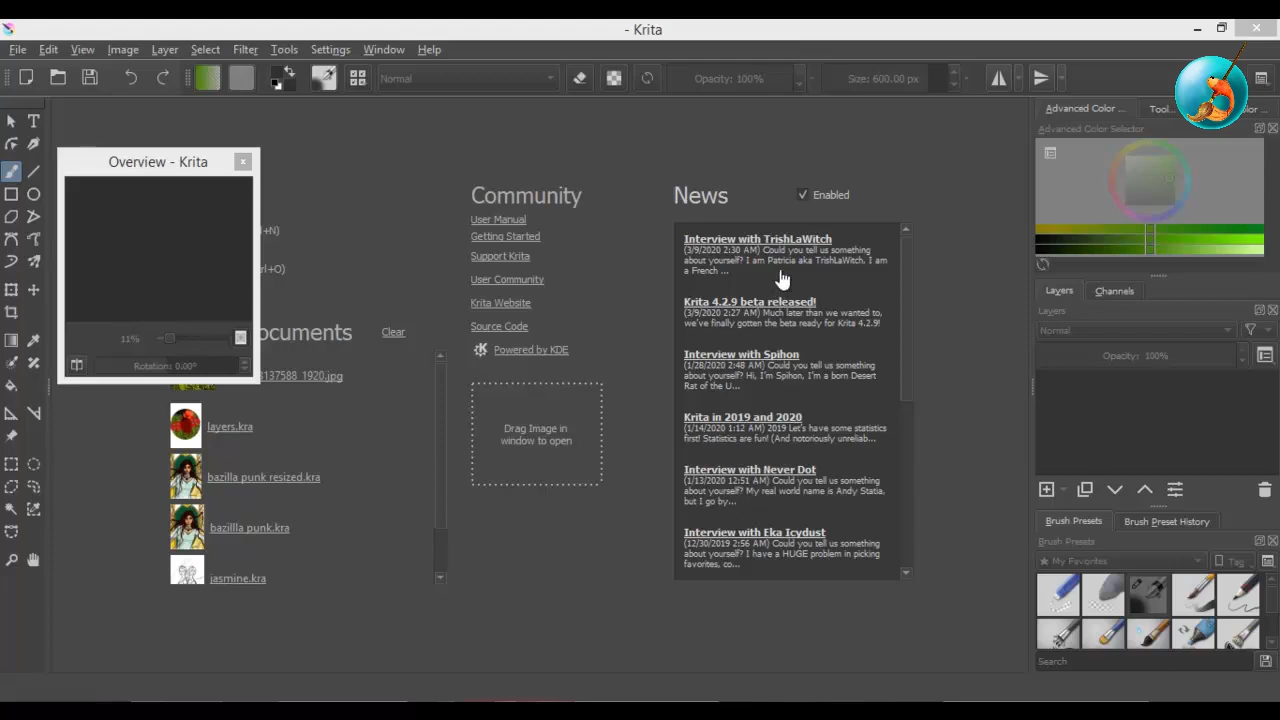 - Krita
File Edit View Image Layer Select Filter Tools Settings Window Help
Normal Opacity: 100% Size: 600.00 px
Advanced Color ... Tool...
Advanced Color Selector
Overview - Krita
11%
Rotation: 0.00°
l+N)
rl+O)
ocuments Clear
3137588_1920.jpg
layers.kra
bazilla punk resized.kra
bazillla punk.kra
jasmine.kra
Community
User Manual
Getting Started
Support Krita
User Community
Krita Website
Source Code
Powered by KDE
Drag Image in
window to open
News Enabled
Interview with TrishLaWitch
(3/9/2020 2:30 AM) Could you tell us something
about yourself? I am Patricia aka TrishLaWitch, I am
a French ...
Krita 4.2.9 beta released!
(3/9/2020 2:27 AM) Much later than we wanted to,
we've finally gotten the beta ready for Krita 4.2.9!
Interview with Spihon
(1/28/2020 2:48 AM) Could you tell us something
about yourself? Hi, I'm Spihon, I'm a born Desert
Rat of the U...
Krita in 2019 and 2020
(1/14/2020 1:12 AM) 2019 Let's have some statistics
first! Statistics are fun! (And notoriously unreliab...
Interview with Never Dot
(1/13/2020 12:51 AM) Could you tell us something
about yourself? My real world name is Andy Statia,
but I go by...
Interview with Eka Icydust
(12/30/2019 2:56 AM) Could you tell us something
about yourself? I have a HUGE problem in picking
favorites, co...
Layers Channels
Layers
Normal
Opacity: 100%
Brush Presets Brush Preset History
Brush Presets
My Favorites Tag
Search